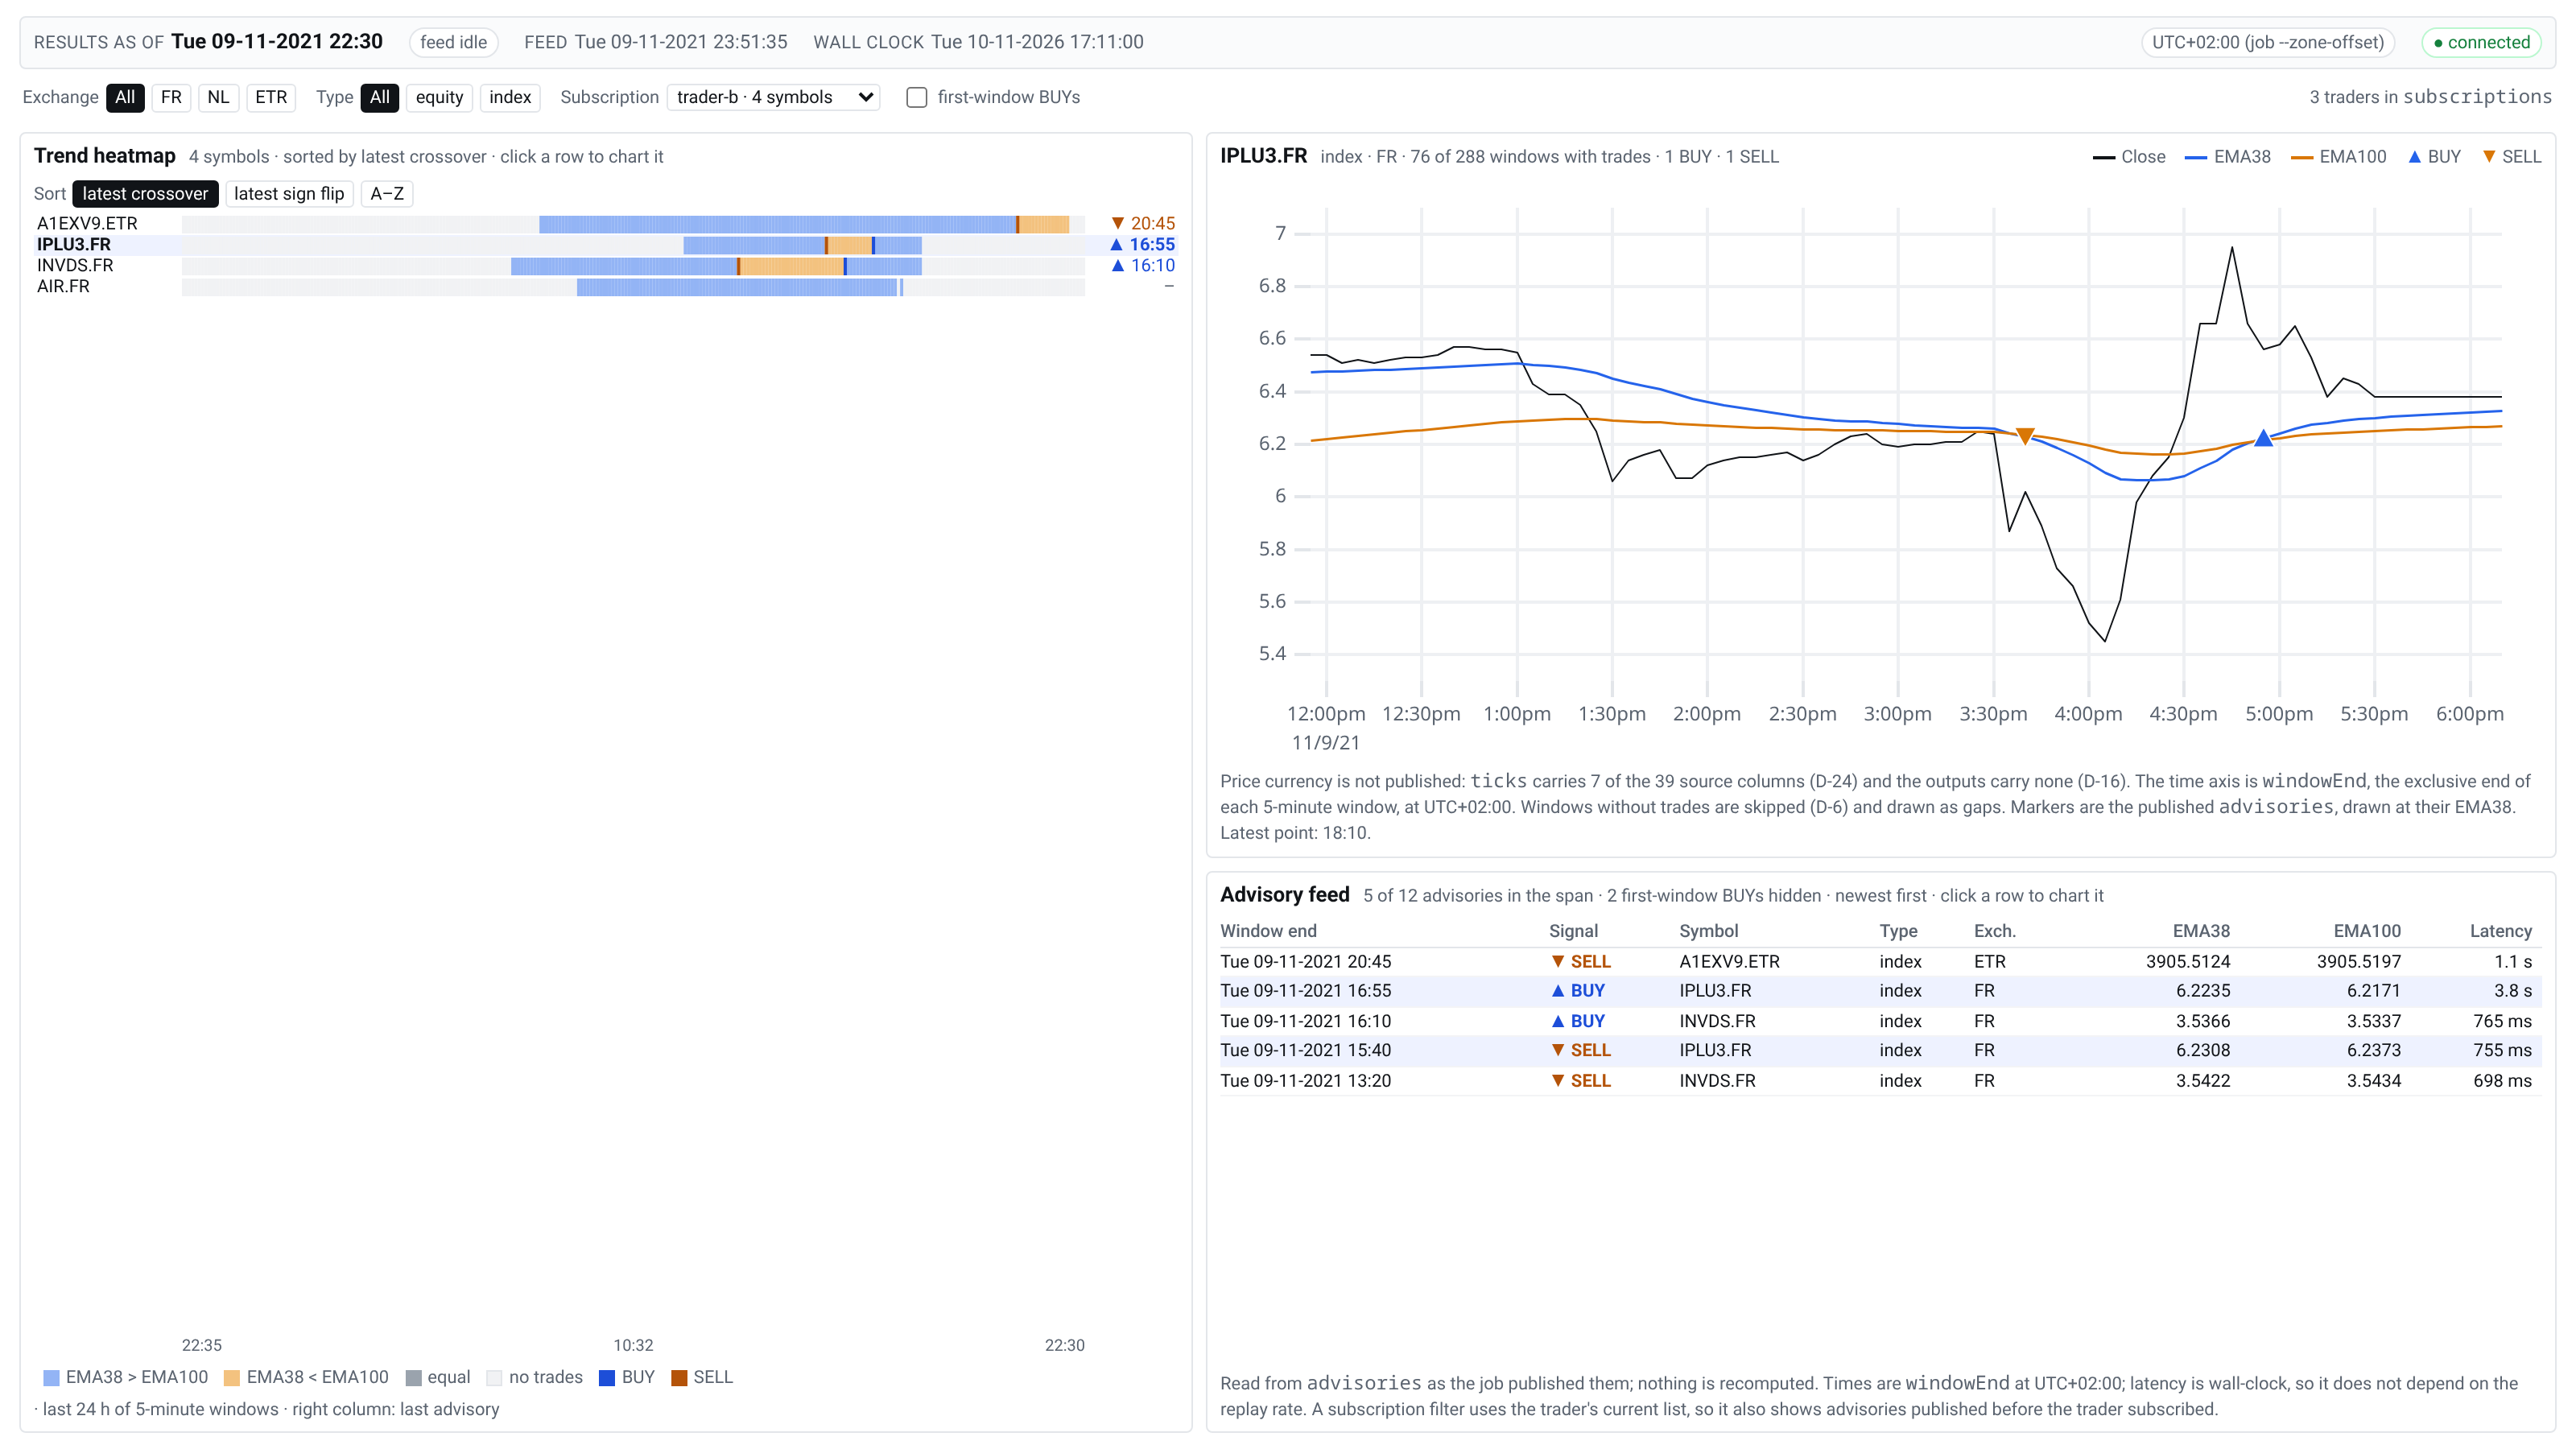 RESULTS AS OF Tue 09-11-2021 22:30 feed idle FEED Tue 09-11-2021 23:51:35 WALL CLOCK Tue 10-11-2026 17:11:00 UTC+02:00 (job --zone-offset) ● connected
Exchange All FR NL ETR Type All equity index Subscription trader-b · 4 symbols first-window BUYs 3 traders in subscriptions
Trend heatmap 4 symbols · sorted by latest crossover · click a row to chart it
Sort latest crossover latest sign flip A–Z
A1EXV9.ETR ▼ 20:45
IPLU3.FR ▲ 16:55
INVDS.FR ▲ 16:10
AIR.FR –
22:35 10:32 22:30
EMA38 > EMA100 EMA38 < EMA100 equal no trades BUY SELL
· last 24 h of 5-minute windows · right column: last advisory
IPLU3.FR index · FR · 76 of 288 windows with trades · 1 BUY · 1 SELL Close EMA38 EMA100 ▲ BUY ▼ SELL
7
6.8
6.6
6.4
6.2
6
5.8
5.6
5.4
12:00pm 12:30pm 1:00pm 1:30pm 2:00pm 2:30pm 3:00pm 3:30pm 4:00pm 4:30pm 5:00pm 5:30pm 6:00pm
11/9/21
Price currency is not published: ticks carries 7 of the 39 source columns (D-24) and the outputs carry none (D-16). The time axis is windowEnd, the exclusive end of
each 5-minute window, at UTC+02:00. Windows without trades are skipped (D-6) and drawn as gaps. Markers are the published advisories, drawn at their EMA38.
Latest point: 18:10.
Advisory feed 5 of 12 advisories in the span · 2 first-window BUYs hidden · newest first · click a row to chart it
Window end Signal Symbol Type Exch. EMA38 EMA100 Latency
Tue 09-11-2021 20:45 ▼ SELL A1EXV9.ETR index ETR 3905.5124 3905.5197 1.1 s
Tue 09-11-2021 16:55 ▲ BUY IPLU3.FR index FR 6.2235 6.2171 3.8 s
Tue 09-11-2021 16:10 ▲ BUY INVDS.FR index FR 3.5366 3.5337 765 ms
Tue 09-11-2021 15:40 ▼ SELL IPLU3.FR index FR 6.2308 6.2373 755 ms
Tue 09-11-2021 13:20 ▼ SELL INVDS.FR index FR 3.5422 3.5434 698 ms
Read from advisories as the job published them; nothing is recomputed. Times are windowEnd at UTC+02:00; latency is wall-clock, so it does not depend on the
replay rate. A subscription filter uses the trader's current list, so it also shows advisories published before the trader subscribed.